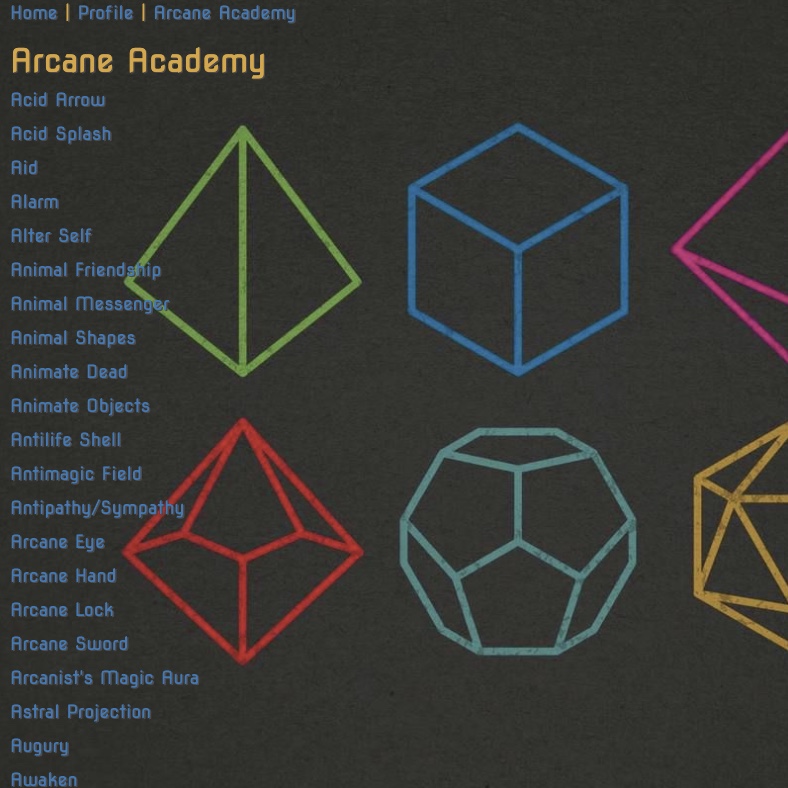 Home | Profile | Arcane Academy
Arcane Academy
Acid Arrow
Acid Splash
Aid
Alarm
Alter Self
Animal Friendship
Animal Messenger
Animal Shapes
Animate Dead
Animate Objects
Antilife Shell
Antimagic Field
Antipathy/Sympathy
Arcane Eye
Arcane Hand
Arcane Lock
Arcane Sword
Arcanist's Magic Aura
Astral Projection
Augury
Awaken